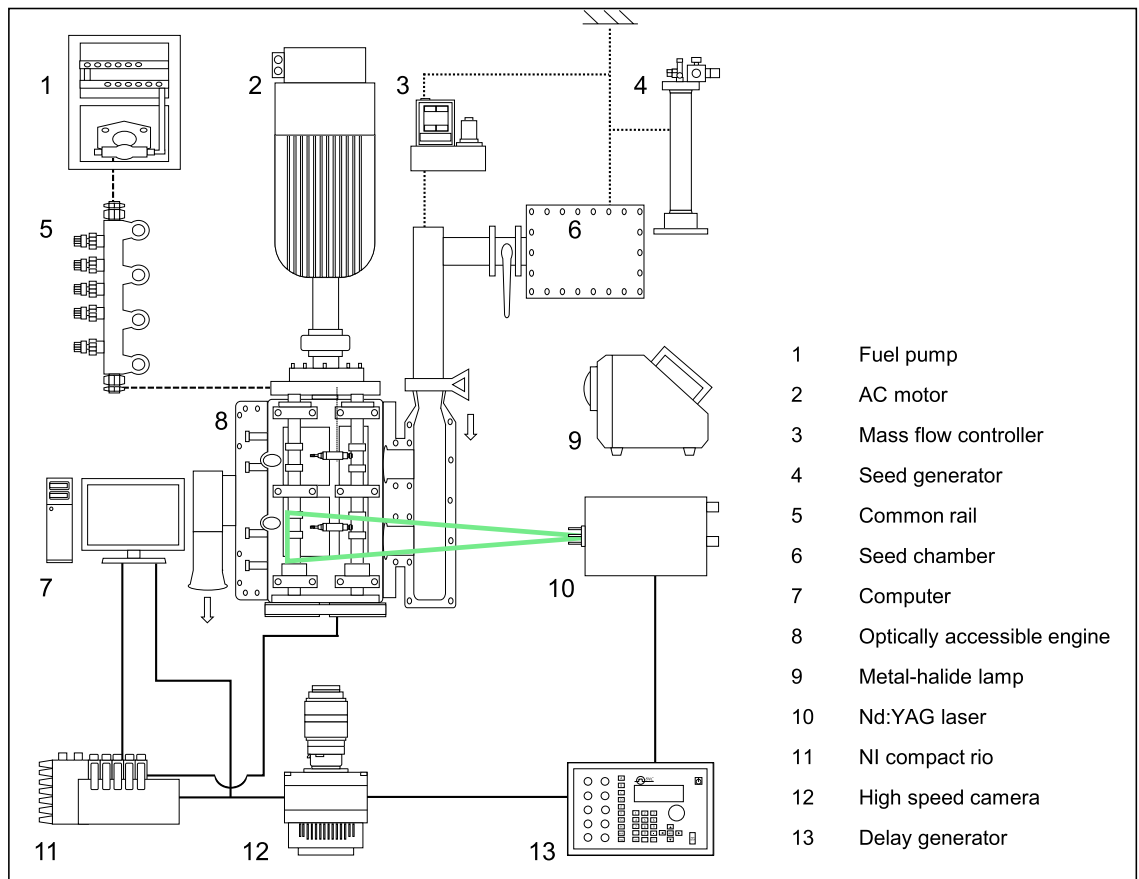 1
2
3
4
5
6
7
8
9
10
11
12
13
1 Fuel pump
2 AC motor
3 Mass flow controller
4 Seed generator
5 Common rail
6 Seed chamber
7 Computer
8 Optically accessible engine
9 Metal-halide lamp
10 Nd:YAG laser
11 NI compact rio
12 High speed camera
13 Delay generator